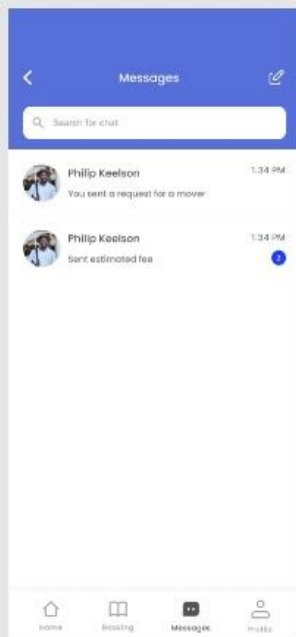 Messages
Search for chat
Philip Keelson
1:34 PM
You sent a request for a mover
Philip Keelson
1:34 PM
Sent estimated fee
2
Home
Booking
Messages
Profile